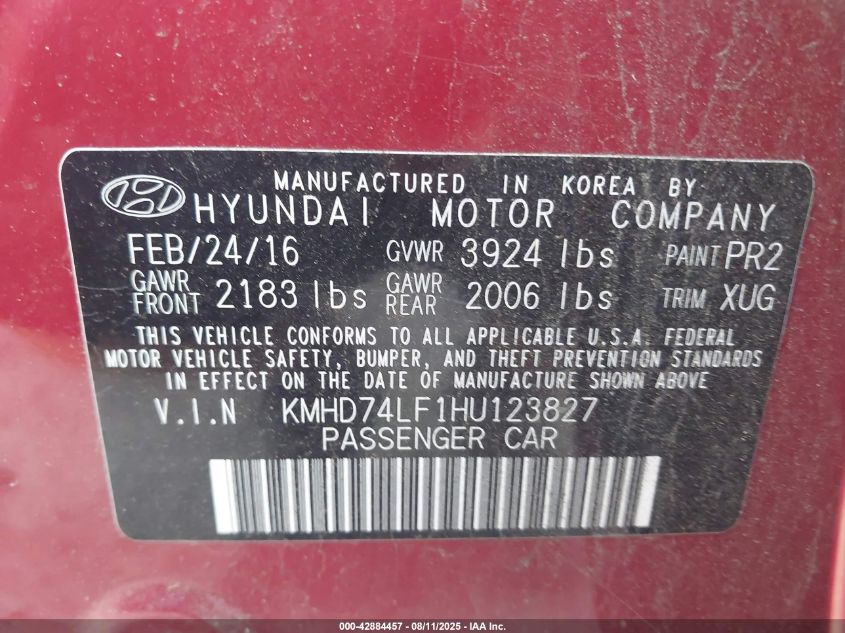 MANUFACTURED IN KOREA BY
HYUNDAI MOTOR COMPANY
FEB/24/16 GVWR 3924 lbs PAINT PR2
GAWR FRONT 2183 lbs GAWR REAR 2006 lbs TRIM XUG
THIS VEHICLE CONFORMS TO ALL APPLICABLE U.S.A. FEDERAL
MOTOR VEHICLE SAFETY, BUMPER, AND THEFT PREVENTION STANDARDS
IN EFFECT ON THE DATE OF MANUFACTURE SHOWN ABOVE
V.I.N KMHD74LF1HU123827
PASSENGER CAR
000-42884457 - 08/11/2025 - IAA Inc.